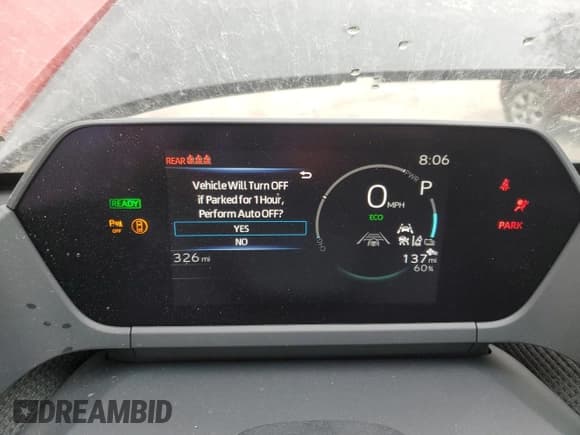 REAR
8:06
Vehicle Will Turn OFF
if Parked for 1 Hour,
Perform Auto OFF?
YES
NO
PWR
0 MPH
P
ECO
CHG
READY
OFF
PARK
326 mi
137 mi
60%
DREAMBID